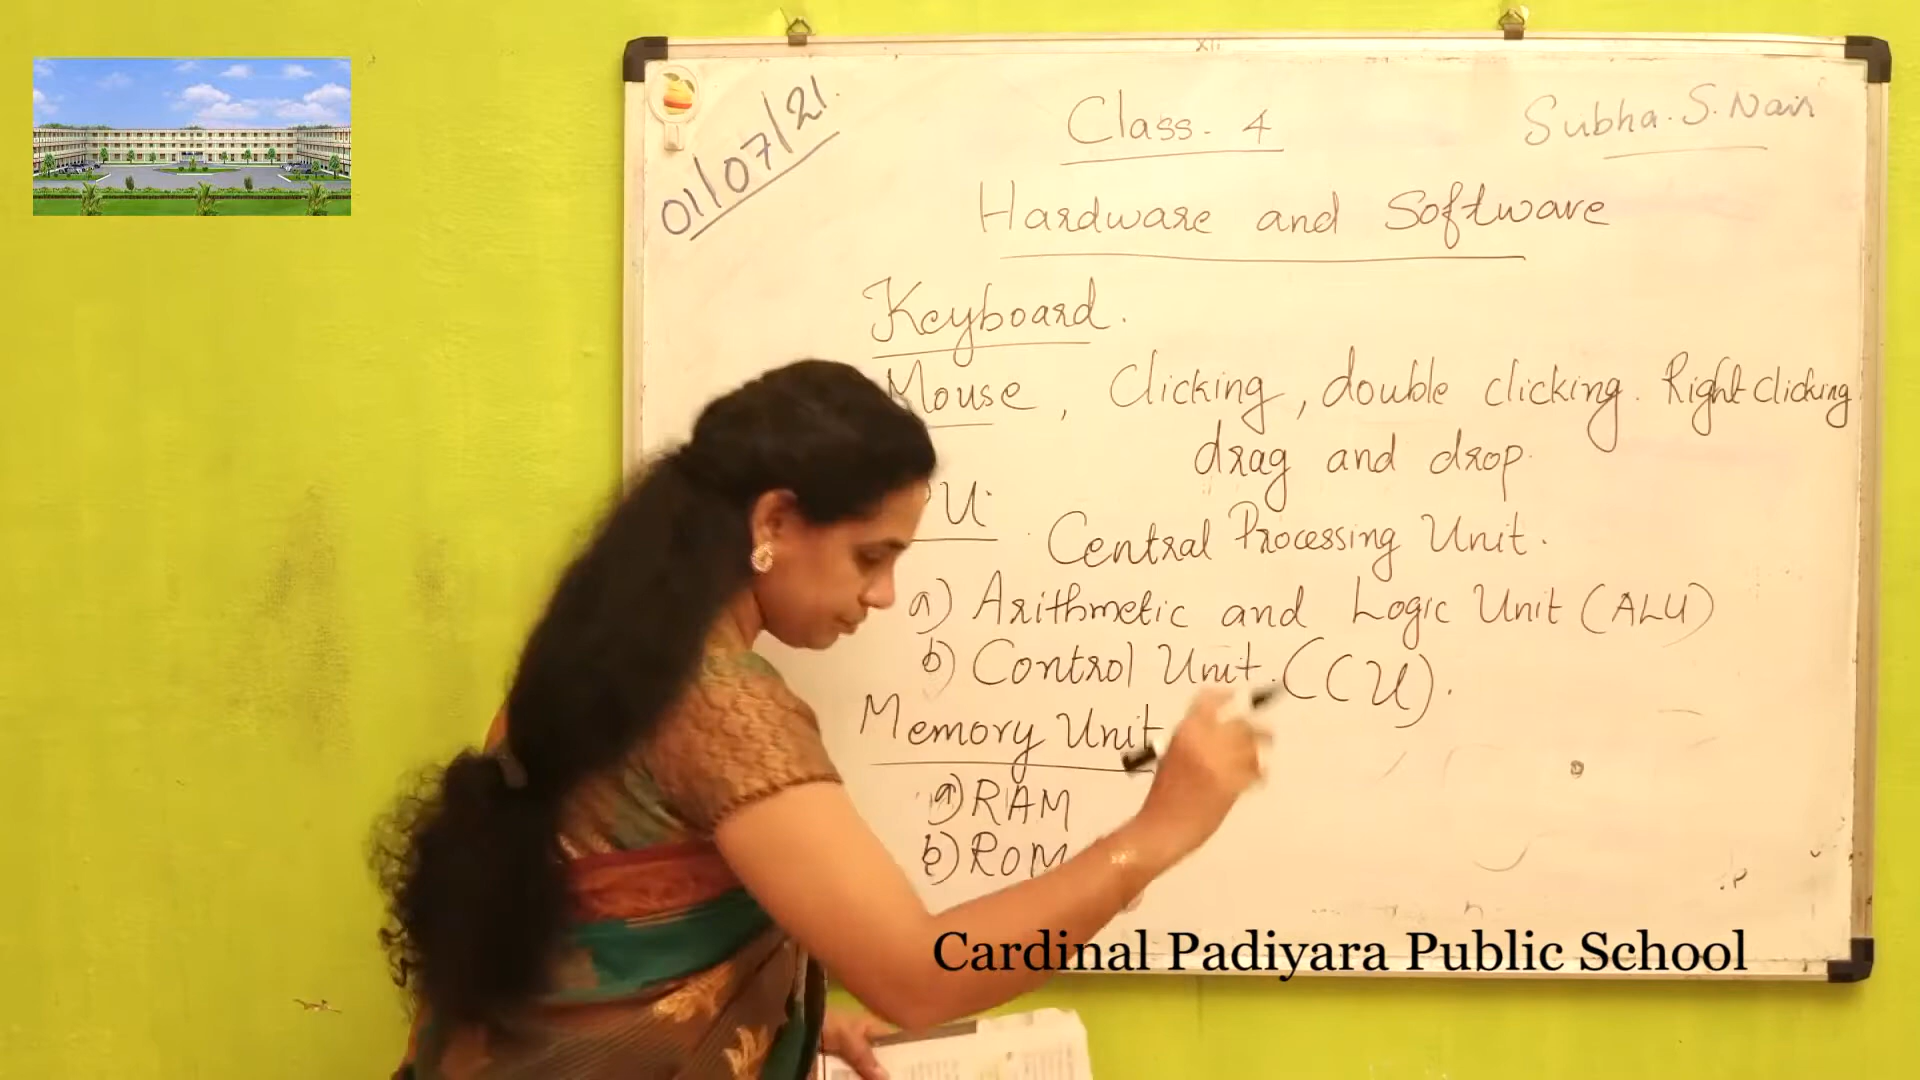 01/07/21.
Class - 4
Subha. S. Nair
Hardware and Software
Keyboard.
Mouse, Clicking, double clicking. Right clicking
drag and drop.
U.
Central Processing Unit.
a) Arithmetic and Logic Unit (ALU)
b) Control Unit. (CU).
Memory Unit
a) RAM
b) ROM
Cardinal Padiyara Public School